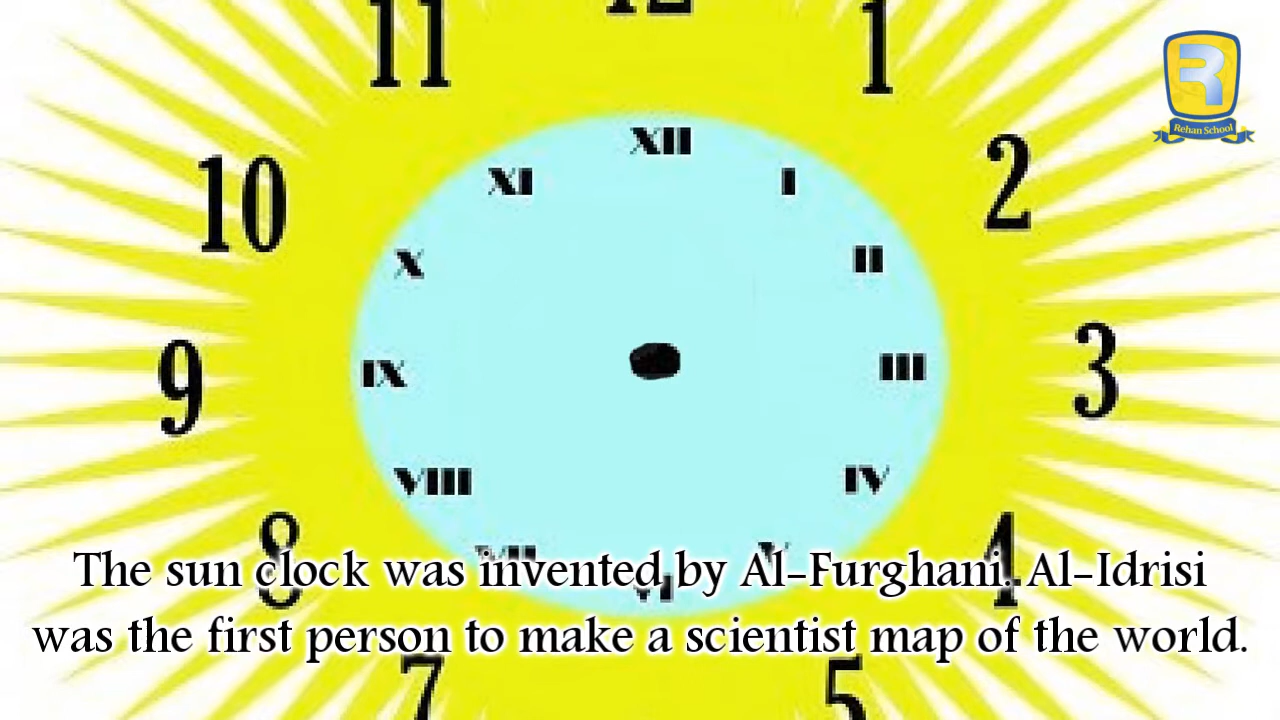 11 12 1
10 2
9 3
8 4
7 5
XII
XI I
X II
IX III
VIII IV
VII V
VI
Rehan School
The sun clock was invented by Al-Furghani. Al-Idrisi
was the first person to make a scientist map of the world.